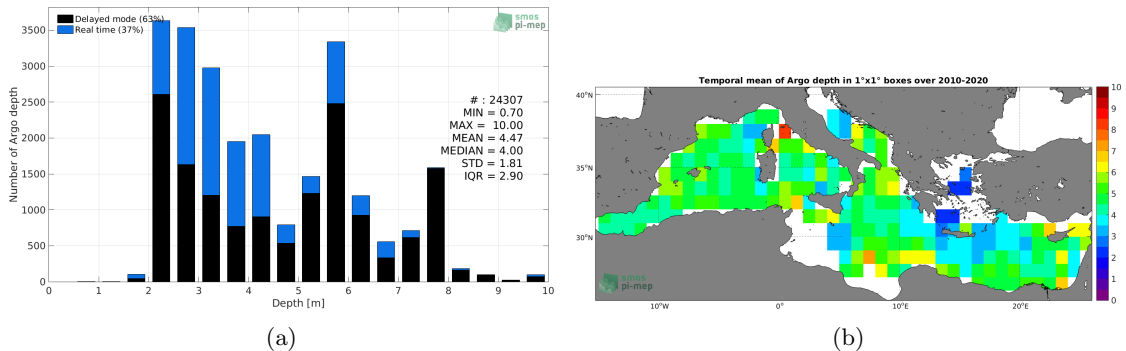 Delayed mode (63%)
Real time (37%)
smos
pi-mep
# : 24307
MIN = 0.70
MAX = 10.00
MEAN = 4.47
MEDIAN = 4.00
STD = 1.81
IQR = 2.90
Number of Argo depth
3500
3000
2500
2000
1500
1000
500
0
0 1 2 3 4 5 6 7 8 9 10
Depth [m]
(a)
Temporal mean of Argo depth in 1°x1° boxes over 2010-2020
40°N
35°N
30°N
10°W 0° 10°E 20°E
smos
pi-mep
10
9
8
7
6
5
4
3
2
1
0
(b)